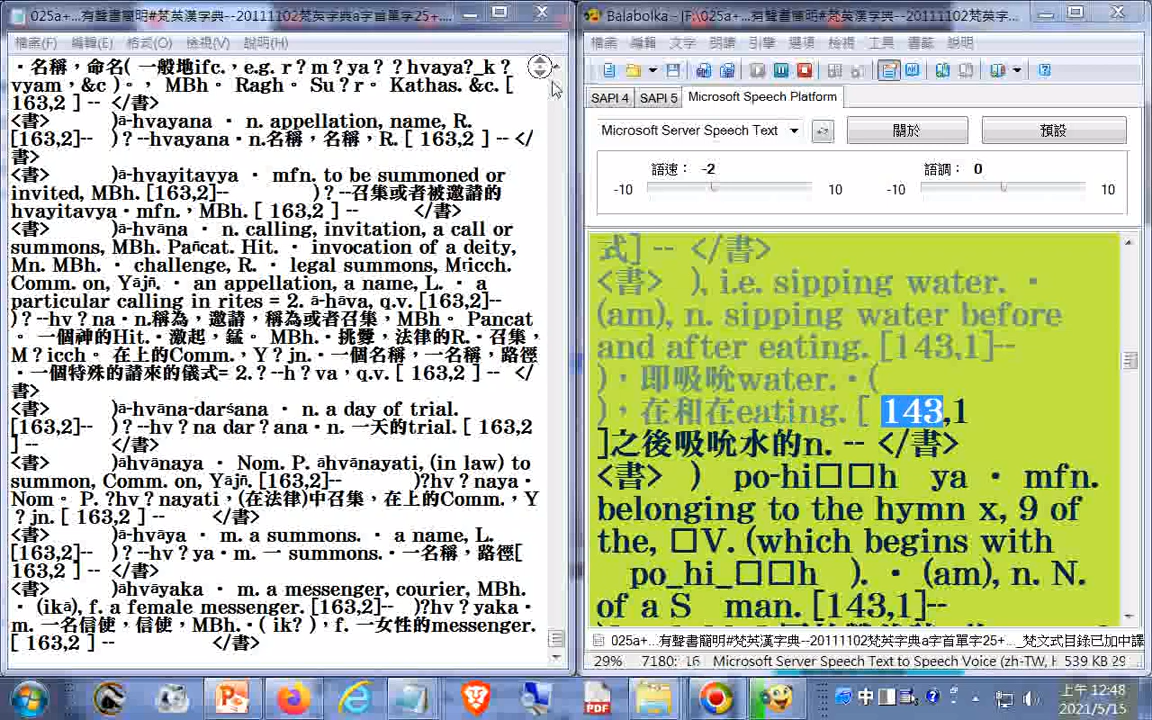 025a+...有聲書簡明#梵英漢字典--20111102梵英字典a字首單字25+...
檔案(F) 編輯(E) 格式(O) 檢視(V) 說明(H)
‧名稱，命名( 一般地ifc.，e.g. r？m？ya？？hvaya?_k？
vyam，&c )。， MBh。 Ragh。 Su？r。 Kathas. &c. [
163,2 ] -- </書>
<書> )ā-hvayana ‧ n. appellation, name, R.
[163,2]-- )？--hvayana‧n.名稱，名稱，R. [ 163,2 ] -- </
書>
<書> )ā-hvayitavya ‧ mfn. to be summoned or
invited, MBh. [163,2]-- )？--召集或者被邀請的
hvayitavya‧mfn.，MBh. [ 163,2 ] -- </書>
<書> )ā-hvāna ‧ n. calling, invitation, a call or
summons, MBh. Pañcat. Hit. ‧ invocation of a deity,
Mn. MBh. ‧ challenge, R. ‧ legal summons, Mṛicch.
Comm. on, Yājñ. ‧ an appellation, a name, L. ‧ a
particular calling in rites = 2. ā-hāva, q.v. [163,2]--
)？--hv？na‧n.稱為，邀請，稱為或者召集，MBh。 Pancat
。 一個神的Hit.‧激起，錳。 MBh.‧挑釁，法律的R.‧召集，
M？icch。 在上的Comm.，Y？jn.‧一個名稱，一名稱，路徑
‧一個特殊的請來的儀式= 2.？--h？va，q.v. [ 163,2 ] -- </
書>
<書> )ā-hvāna-darśana ‧ n. a day of trial.
[163,2]-- )？--hv？na dar？ana‧n. 一天的trial. [ 163,2
] -- </書>
<書> )āhvānaya ‧ Nom. P. āhvānayati, (in law) to
summon, Comm. on, Yājñ. [163,2]-- )?hv？naya‧
Nom。 P. ?hv？nayati，(在法律)中召集，在上的Comm.，Y
？jn. [ 163,2 ] -- </書>
<書> )ā-hvāya ‧ m. a summons. ‧ a name, L.
[163,2]-- )？--hv？ya‧m. 一 summons.‧一名稱，路徑[
163,2 ] -- </書>
<書> )āhvāyaka ‧ m. a messenger, courier, MBh.
‧ (ikā), f. a female messenger. [163,2]-- )?hv？yaka‧
m. 一名信使，信使，MBh.‧( ik？)，f. 一女性的messenger.
[ 163,2 ] -- </書>
Balabolka - [F:\025a+...有聲書簡明#梵英漢字典--20111102梵英字...
檔案 編輯 文字 朗讀 引擎 選項 檢視 工具 書籤 說明
SAPI 4 SAPI 5 Microsoft Speech Platform
Microsoft Server Speech Text 關於 預設
語速： -2 語調： 0
-10 10 -10 10
式] -- </書>
<書> ), i.e. sipping water. ‧
(am), n. sipping water before
and after eating. [143,1]--
)‧即吸吮water.‧(
)，在和在eating. [ 143,1
]之後吸吮水的n. -- </書>
<書> ) po-hi□□h ya ‧ mfn.
belonging to the hymn x, 9 of
the, □V. (which begins with
po_hi_□□h ). ‧ (am), n. N.
of a S man. [143,1]--
025a+...有聲書簡明#梵英漢字典--20111102梵英字典a字首單字25+..._梵文式目錄已加中譯
29% 7180: 16 Microsoft Server Speech Text to Speech Voice (zh-TW, H 539 KB 29
中
上午 12:48
2021/5/15